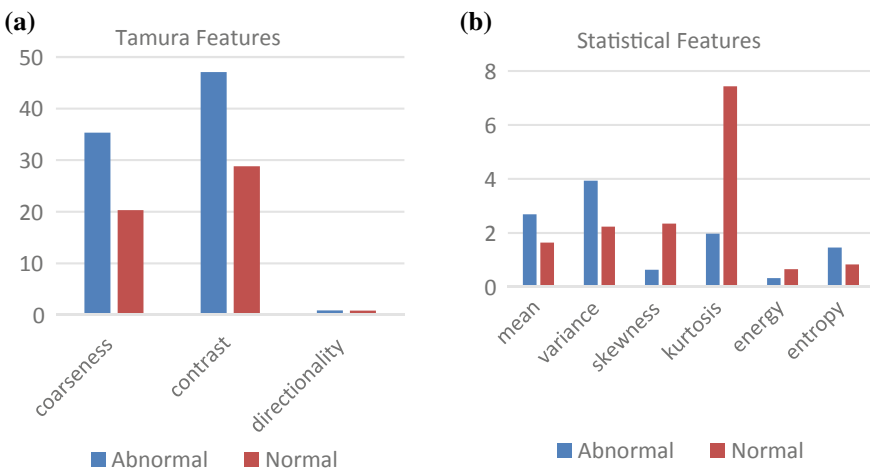 (a)
Tamura Features
50
40
30
20
10
0
coarseness
contrast
directionality
Abnormal Normal
(b)
Statistical Features
8
6
4
2
0
mean
variance
skewness
kurtosis
energy
entropy
Abnormal Normal